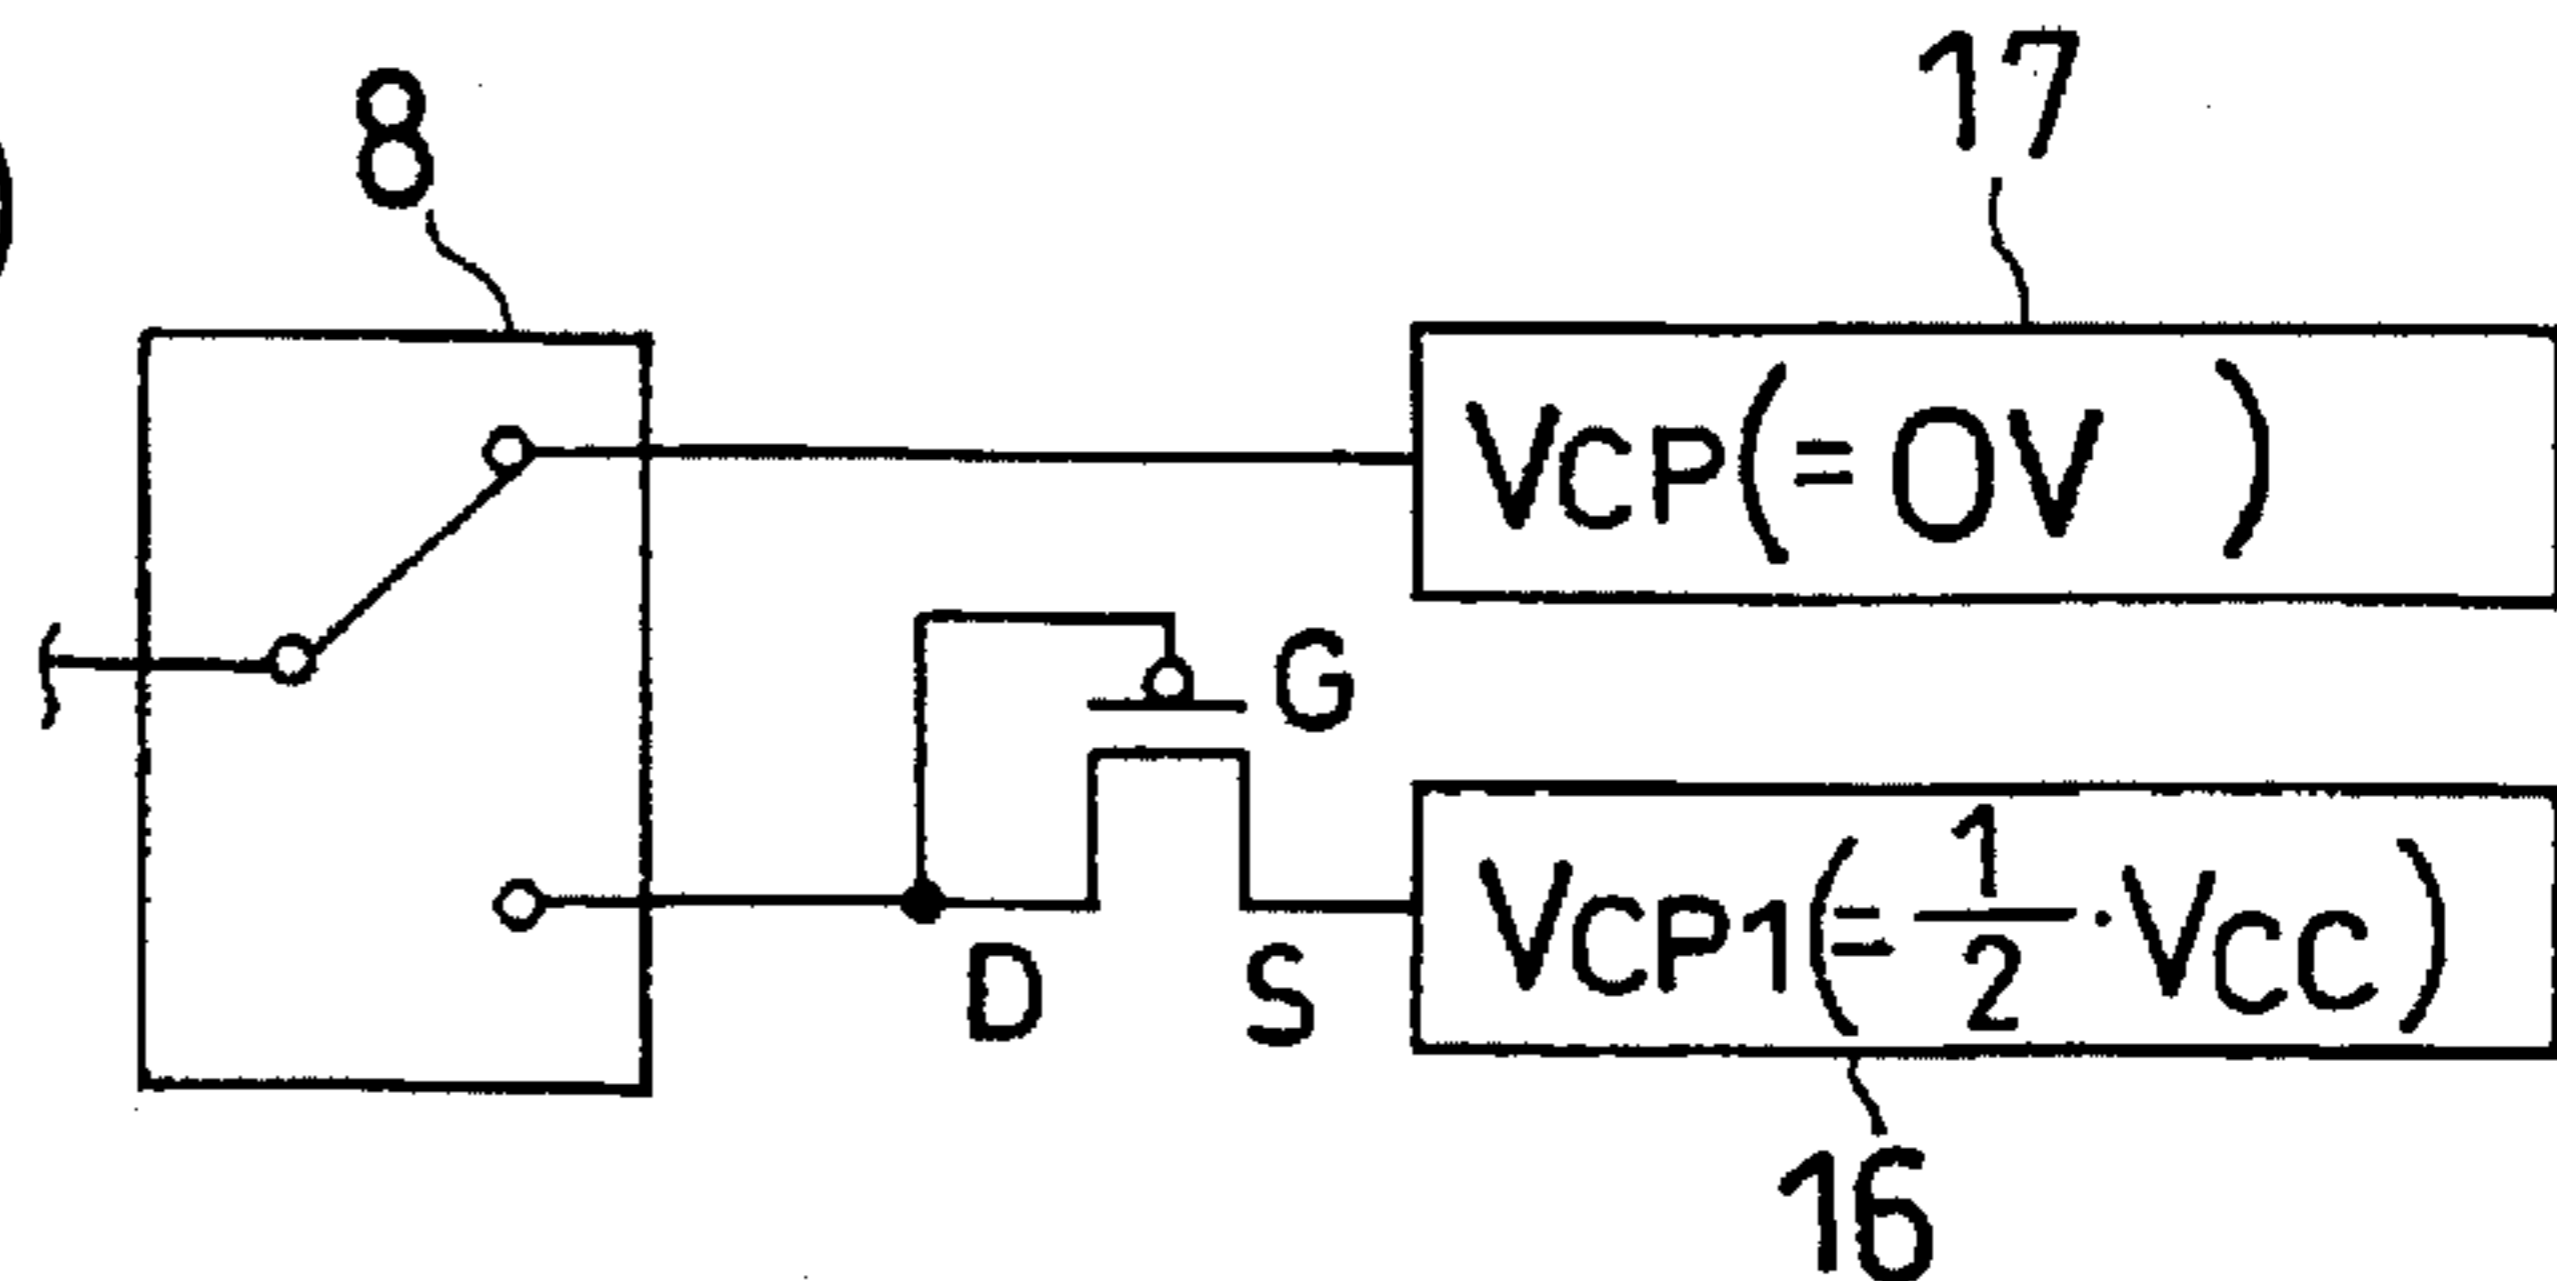 )
8
17
VCP(= 0V )
G
D
S
VCP1(= 1/2 · VCC)
16